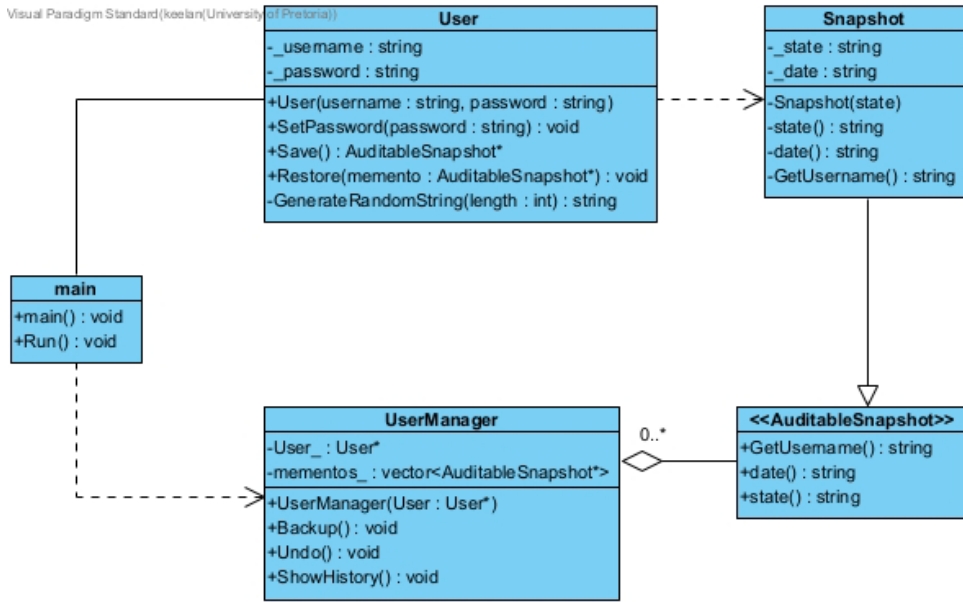 Visual Paradigm Standard(keelan(University of Pretoria))
User
-_username : string
-_password : string
+User(username : string, password : string)
+SetPassword(password : string) : void
+Save() : AuditableSnapshot*
+Restore(memento : AuditableSnapshot*) : void
-GenerateRandomString(length : int) : string
Snapshot
-_state : string
-_date : string
-Snapshot(state)
-state() : string
-date() : string
-GetUsername() : string
main
+main() : void
+Run() : void
UserManager
-User_ : User*
-mementos_ : vector<AuditableSnapshot*>
+UserManager(User : User*)
+Backup() : void
+Undo() : void
+ShowHistory() : void
0..*
<<AuditableSnapshot>>
+GetUsername() : string
+date() : string
+state() : string